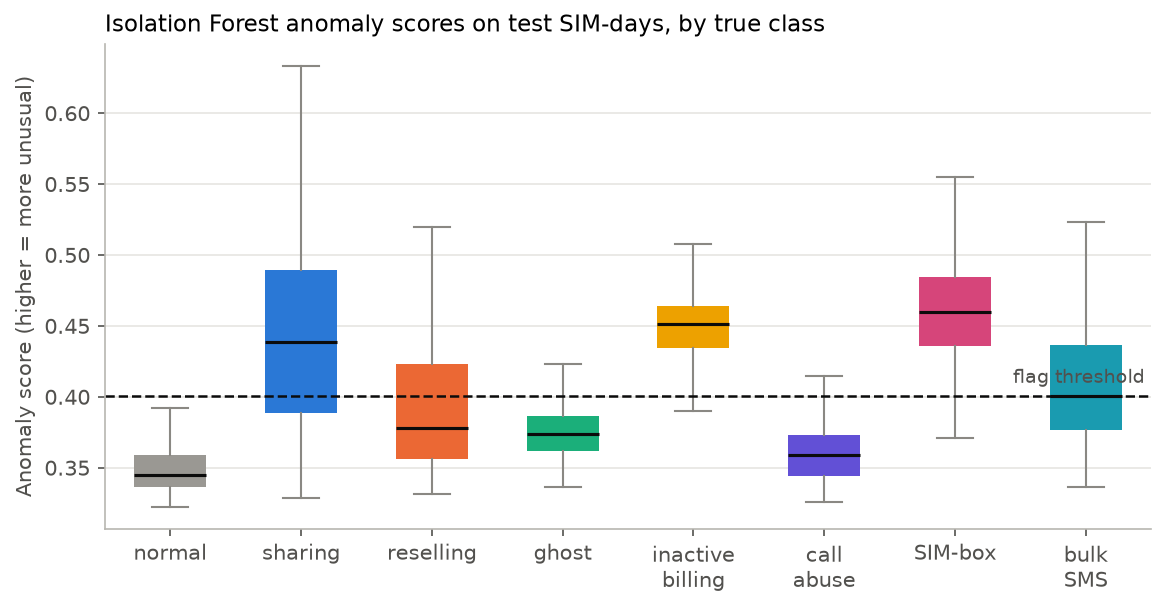 Isolation Forest anomaly scores on test SIM-days, by true class
Anomaly score (higher = more unusual)
0.60
0.55
0.50
0.45
0.40
0.35
flag threshold
normal
sharing
reselling
ghost
inactive
billing
call
abuse
SIM-box
bulk
SMS